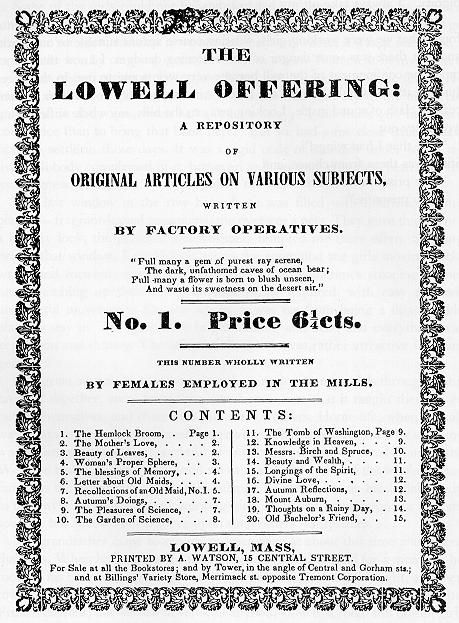 THE
LOWELL OFFERING:
A REPOSITORY
OF
ORIGINAL ARTICLES ON VARIOUS SUBJECTS,
WRITTEN
BY FACTORY OPERATIVES.
"Full many a gem of purest ray serene,
The dark, unfathomed caves of ocean bear;
Full many a flower is born to blush unseen,
And waste its sweetness on the desert air."
No. 1. Price 6¼cts.
THIS NUMBER WHOLLY WRITTEN
BY FEMALES EMPLOYED IN THE MILLS.
CONTENTS:
1. The Hemlock Broom, . Page 1.
2. The Mother's Love, . . . 2.
3. Beauty of Leaves, . . . . 2.
4. Woman's Proper Sphere, . . 3.
5. The blessings of Memory, . . 4.
6. Letter about Old Maids, . . 4.
7. Recollections of an Old Maid, No. I. 5.
8. Autumn's Doings, . . . . 7.
9. The Pleasures of Science, . . 7.
10. The Garden of Science, . . 8.
11. The Tomb of Washington, Page 9.
12. Knowledge in Heaven, . . . 9.
13. Messrs. Birch and Spruce, . 10.
14. Beauty and Wealth, . . . 11.
15. Longings of the Spirit, . . 11.
16. Divine Love, . . . . 12.
17. Autumn Reflections, . . . 12.
18. Mount Auburn, . . . . 13.
19. Thoughts on a Rainy Day, . 14.
20. Old Bachelor's Friend, . . 15,
LOWELL, MASS,
PRINTED BY A. WATSON, 15 CENTRAL STREET.
For Sale at all the Bookstores; and by Tower, in the angle of Central and Gorham sts.;
and at Billings' Variety Store, Merrimack st. opposite Tremont Corporation.